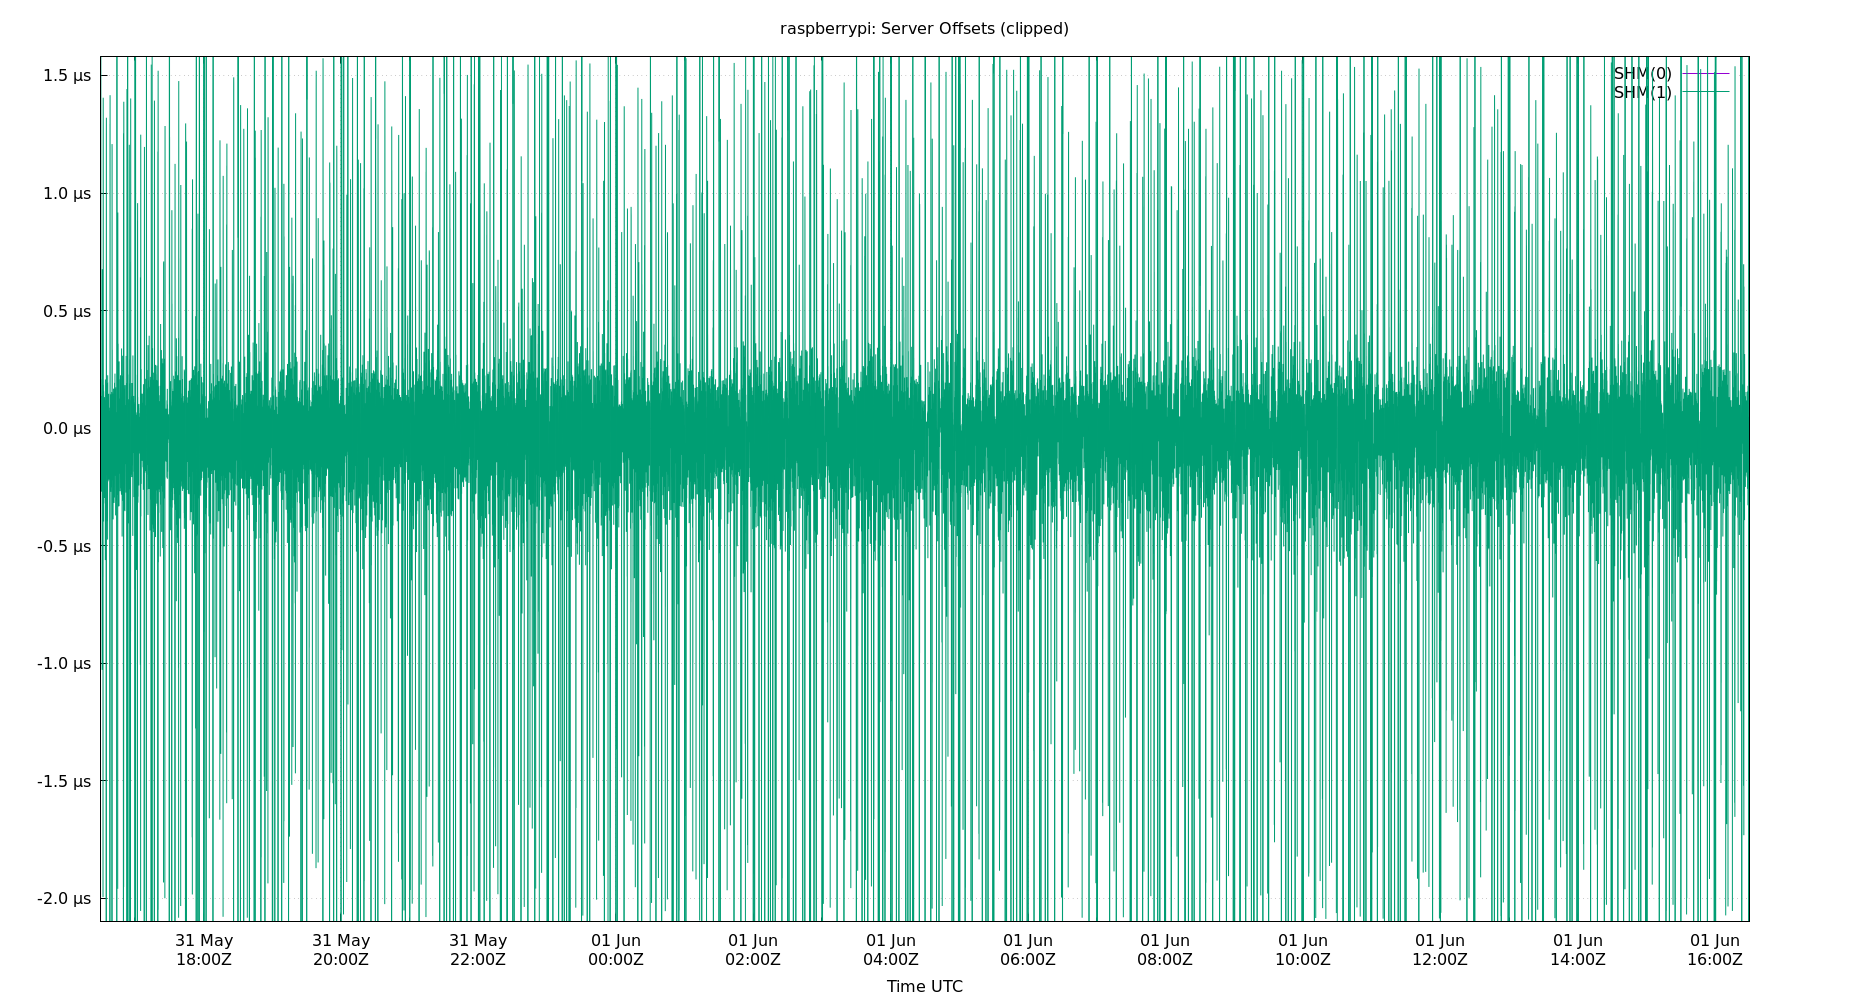 raspberrypi: Server Offsets (clipped)
1.5 µs
SHM(0)
SHM(1)
1.0 µs
0.5 µs
0.0 µs
-0.5 µs
-1.0 µs
-1.5 µs
-2.0 µs
31 May 31 May 31 May 01 Jun 01 Jun 01 Jun 01 Jun 01 Jun 01 Jun 01 Jun 01 Jun 01 Jun
18:00Z 20:00Z 22:00Z 00:00Z 02:00Z 04:00Z 06:00Z 08:00Z 10:00Z 12:00Z 14:00Z 16:00Z
Time UTC